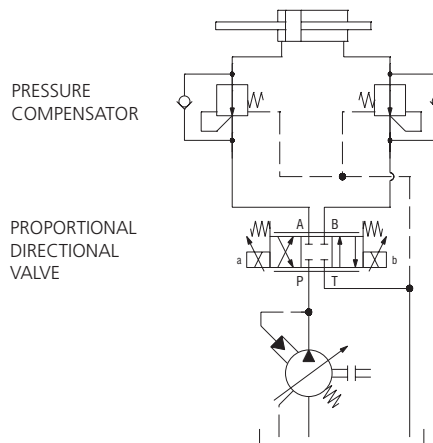 PRESSURE
COMPENSATOR
PROPORTIONAL
DIRECTIONAL
VALVE
A B
a b
P T